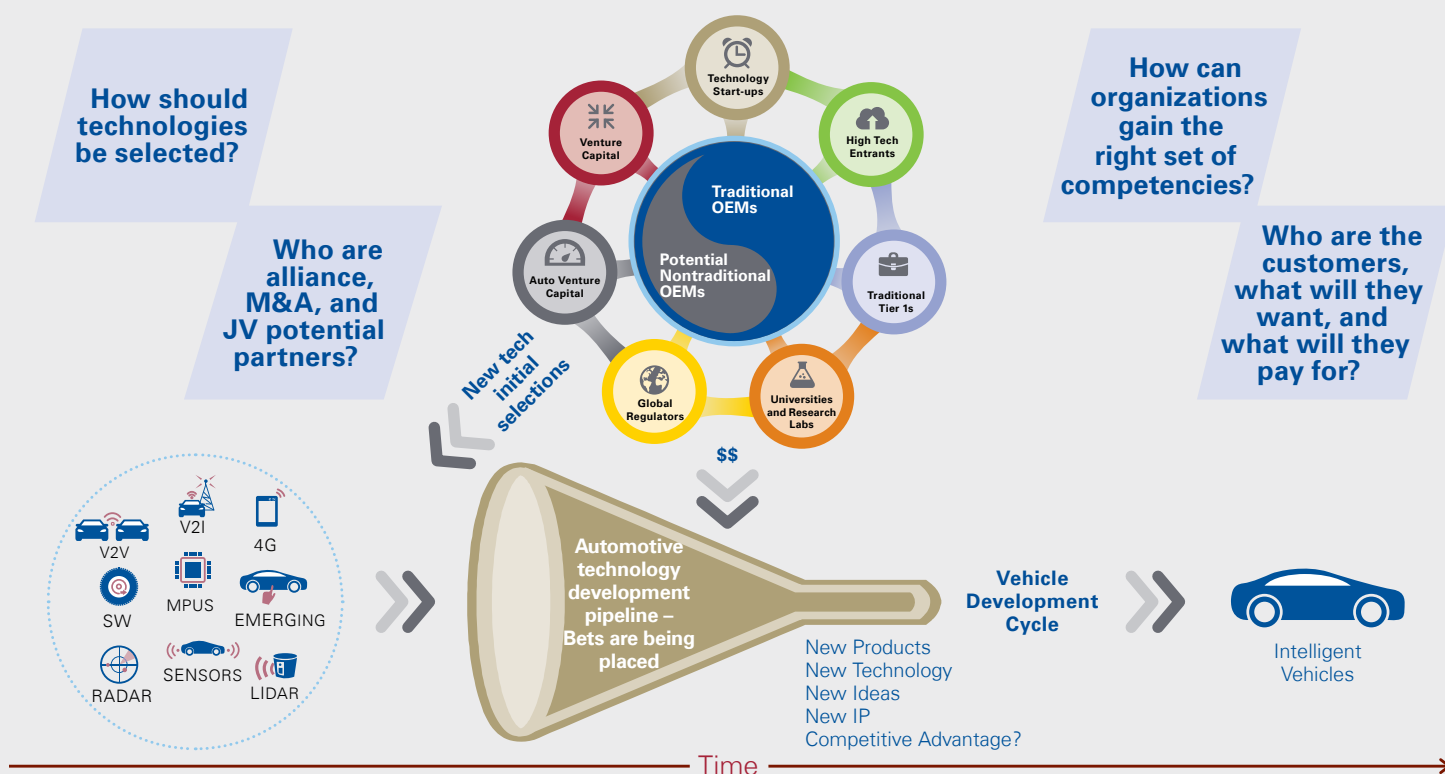 How should
technologies
be selected?
Who are
alliance,
M&A, and
JV potential
partners?
Technology
Start-ups
High Tech
Entrants
Traditional
Tier 1s
Universities
and Research
Labs
Global
Regulators
Auto Venture
Capital
Venture
Capital
Traditional
OEMs
Potential
Nontraditional
OEMs
How can
organizations
gain the
right set of
competencies?
Who are the
customers,
what will they
want, and
what will they
pay for?
New tech
initial
selections
$$
V2V
V2I
4G
SW
MPUS
EMERGING
RADAR
SENSORS
LIDAR
Automotive
technology
development
pipeline –
Bets are being
placed
New Products
New Technology
New Ideas
New IP
Competitive Advantage?
Vehicle
Development
Cycle
Intelligent
Vehicles
Time